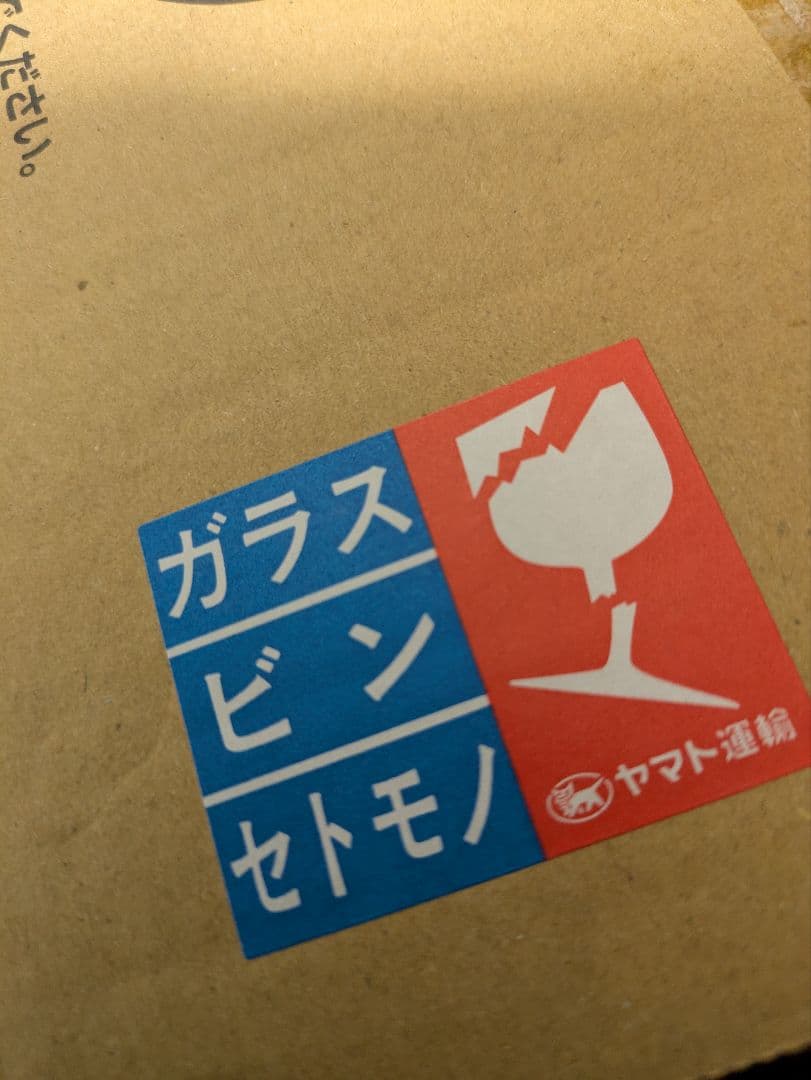 ください。
ガラス
ビン
セトモノ
ヤマト運輸